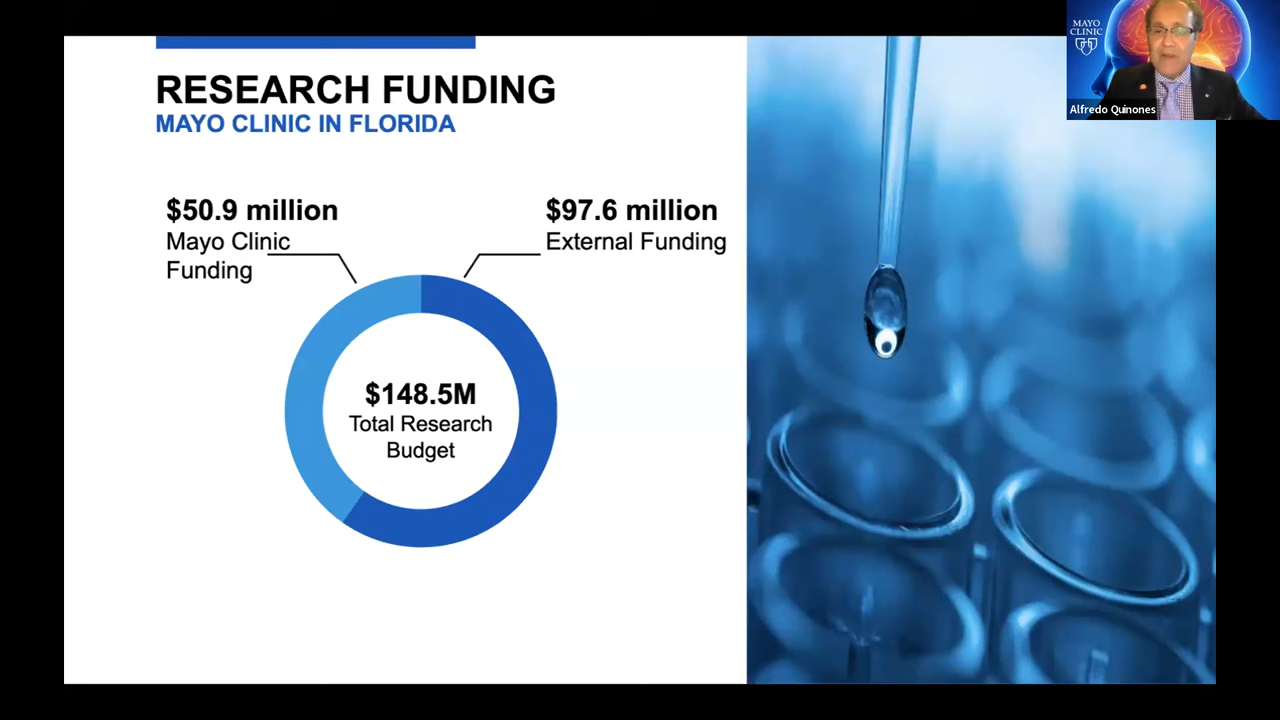 RESEARCH FUNDING
MAYO CLINIC IN FLORIDA
$50.9 million
Mayo Clinic
Funding
$97.6 million
External Funding
$148.5M
Total Research
Budget
MAYO
CLINIC
Alfredo Quinones